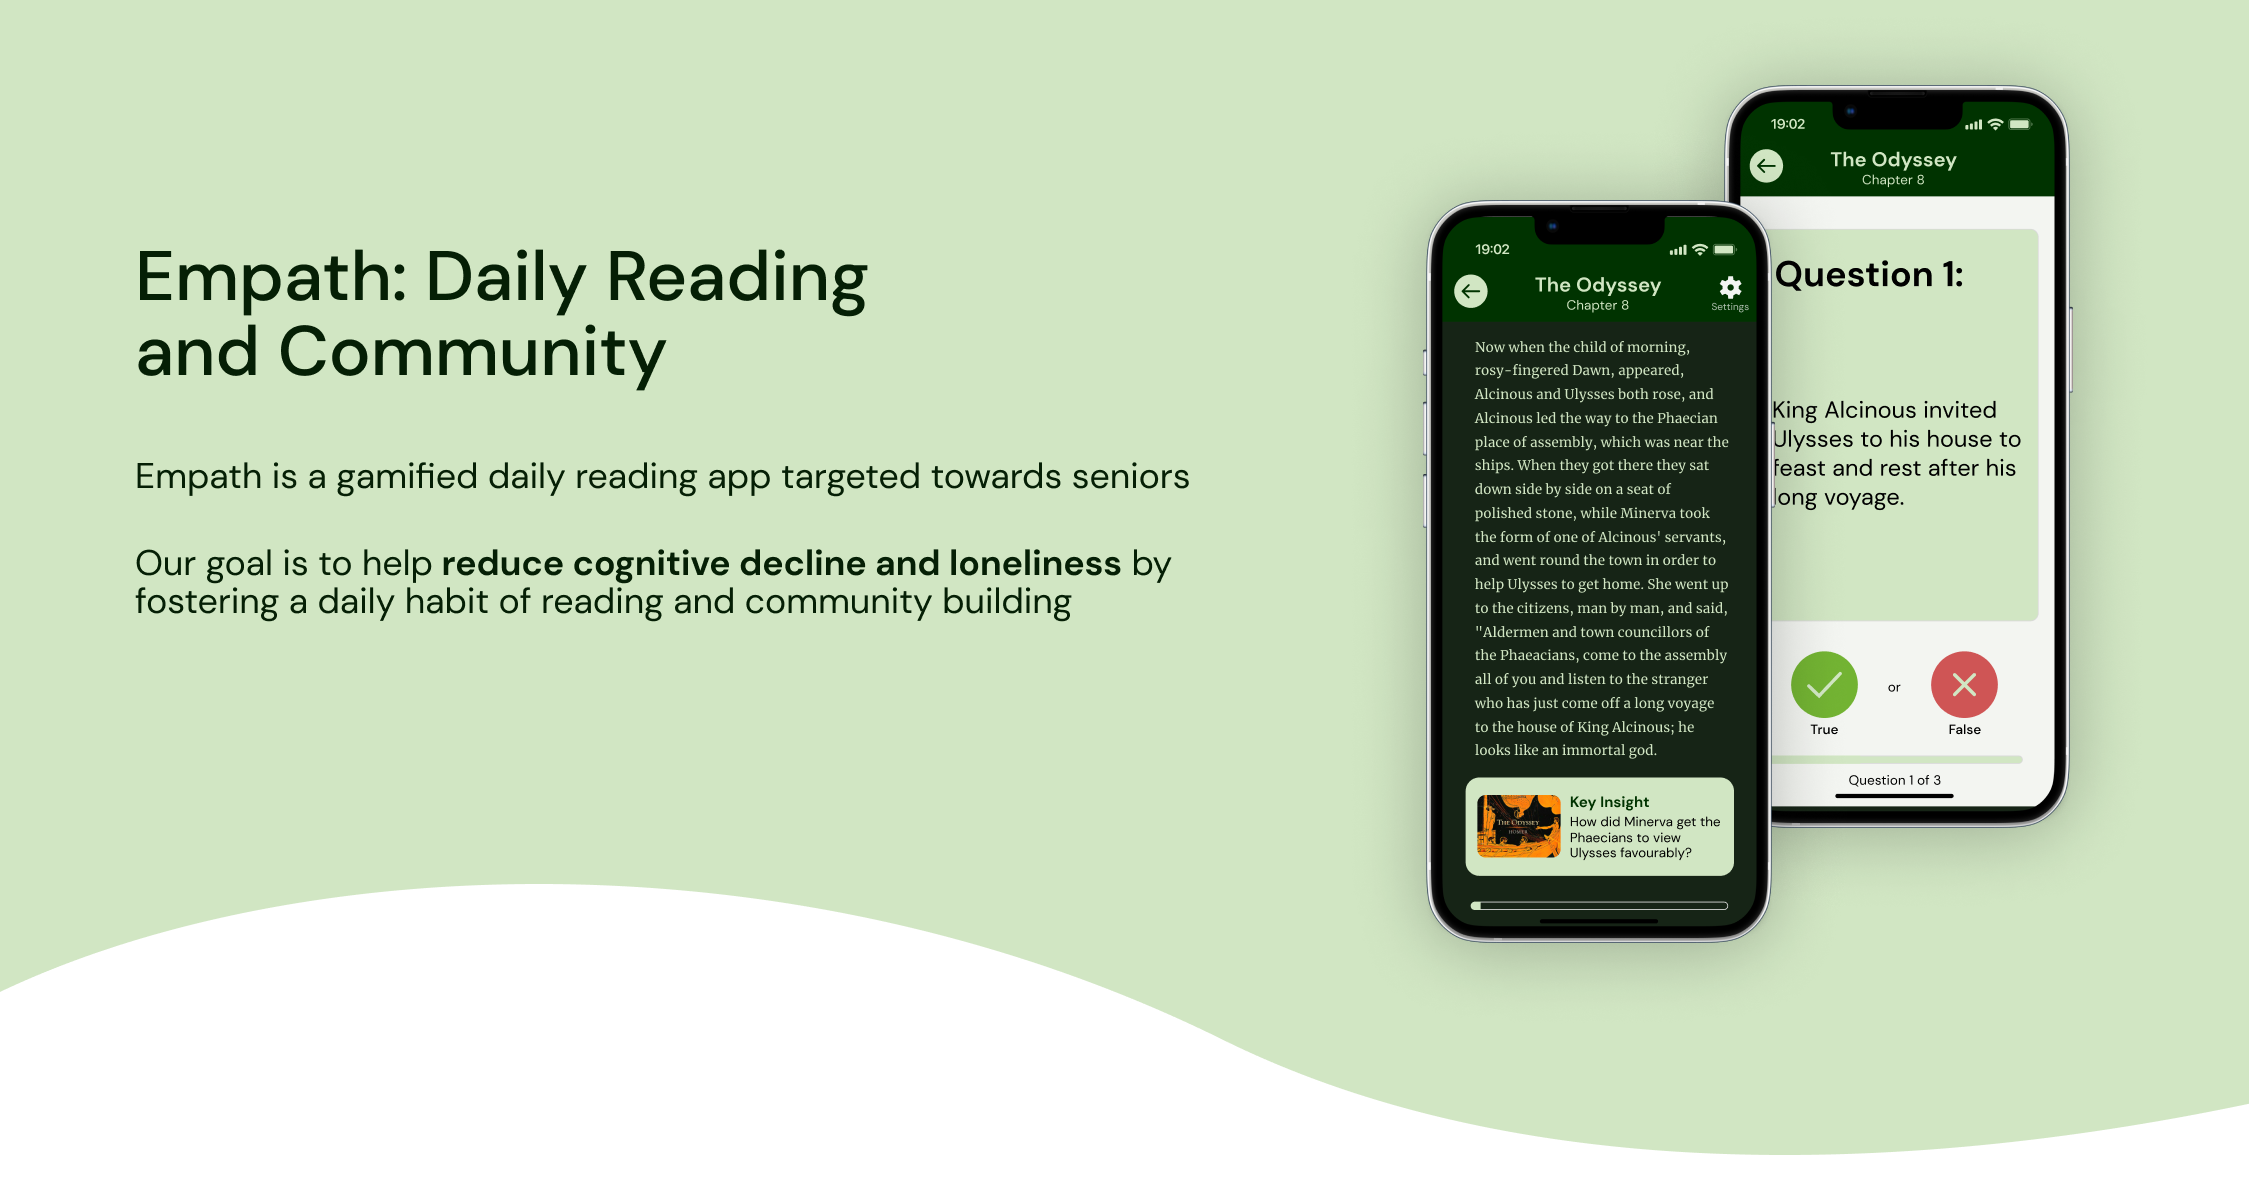 Empath: Daily Reading
and Community
Empath is a gamified daily reading app targeted towards seniors
Our goal is to help reduce cognitive decline and loneliness by
fostering a daily habit of reading and community building
19:02
The Odyssey
Chapter 8
Settings
Now when the child of morning,
rosy-fingered Dawn, appeared,
Alcinous and Ulysses both rose, and
Alcinous led the way to the Phaecian
place of assembly, which was near the
ships. When they got there they sat
down side by side on a seat of
polished stone, while Minerva took
the form of one of Alcinous' servants,
and went round the town in order to
help Ulysses to get home. She went up
to the citizens, man by man, and said,
"Aldermen and town councillors of
the Phaeacians, come to the assembly
all of you and listen to the stranger
who has just come off a long voyage
to the house of King Alcinous; he
looks like an immortal god.
THE ODYSSEY
HOMER
Key Insight
How did Minerva get the
Phaecians to view
Ulysses favourably?
19:02
The Odyssey
Chapter 8
Question 1:
King Alcinous invited
Ulysses to his house to
feast and rest after his
long voyage.
or
True
False
Question 1 of 3